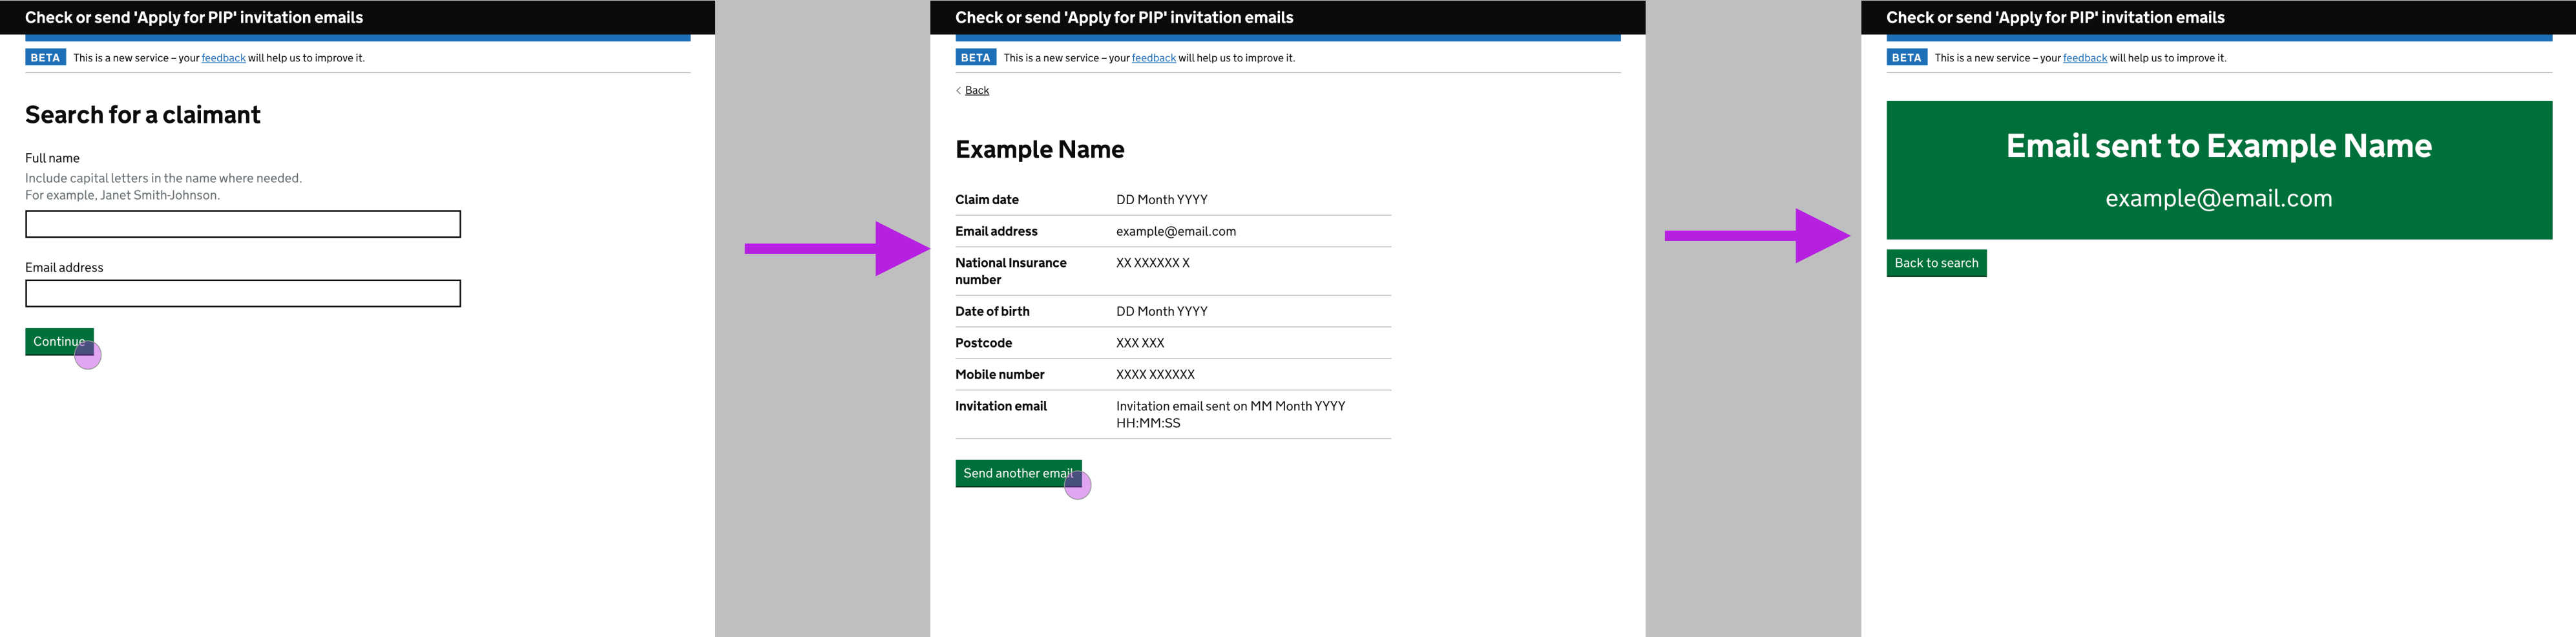 Check or send 'Apply for PIP' invitation emails
BETA This is a new service – your feedback will help us to improve it.
Search for a claimant
Full name
Include capital letters in the name where needed.
For example, Janet Smith-Johnson.
Email address
Continue
Check or send 'Apply for PIP' invitation emails
BETA This is a new service – your feedback will help us to improve it.
Back
Example Name
Claim date DD Month YYYY
Email address example@email.com
National Insurance XX XXXXXX X
number
Date of birth DD Month YYYY
Postcode XXX XXX
Mobile number XXXX XXXXXX
Invitation email Invitation email sent on MM Month YYYY
HH:MM:SS
Send another email
Check or send 'Apply for PIP' invitation emails
BETA This is a new service – your feedback will help us to improve it.
Email sent to Example Name
example@email.com
Back to search